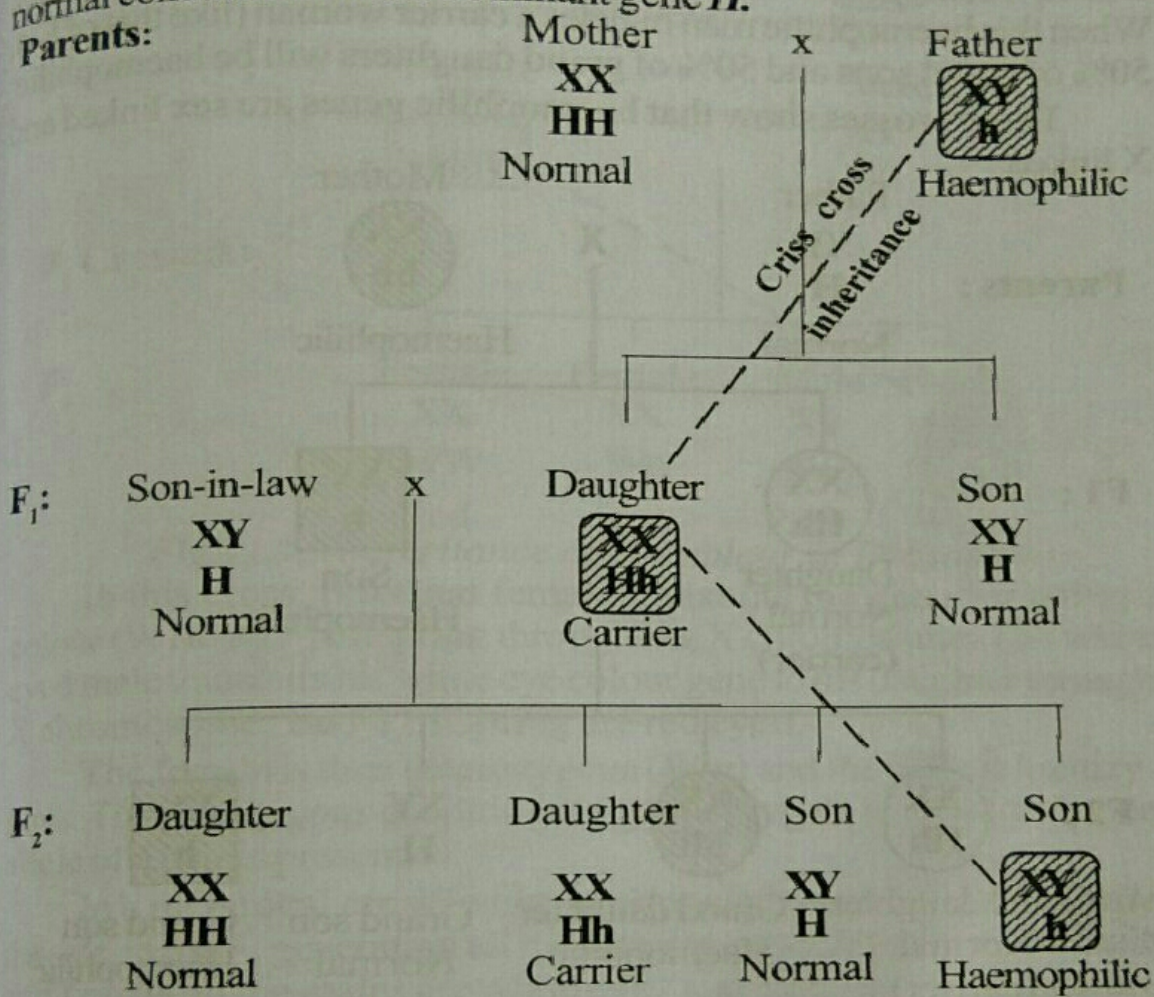 normal
gene H.
Parents:
Mother x Father
XX XY
HH h
Normal Haemophilic
Criss cross
inheritance
F₁: Son-in-law x Daughter Son
XY XX XY
H Hh H
Normal Carrier Normal
F₂: Daughter Daughter Son Son
XX XX XY XY
HH Hh H h
Normal Carrier Normal Haemophilic